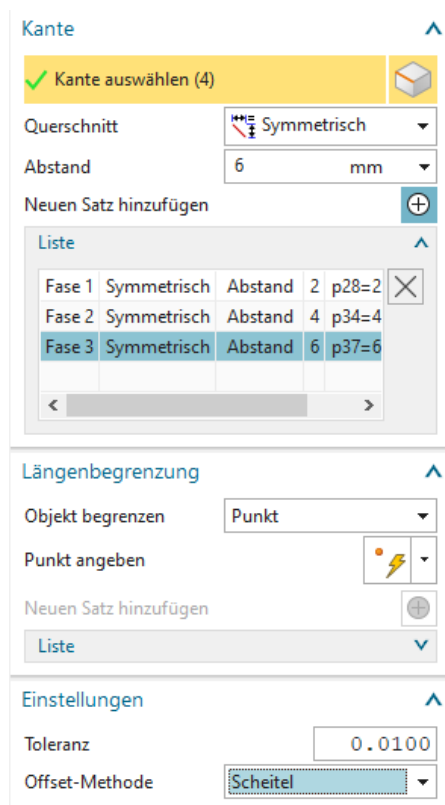 Kante
Kante auswählen (4)
Querschnitt Symmetrisch
Abstand 6 mm
Neuen Satz hinzufügen
Liste
Fase 1 Symmetrisch Abstand 2 p28=2
Fase 2 Symmetrisch Abstand 4 p34=4
Fase 3 Symmetrisch Abstand 6 p37=6
Längenbegrenzung
Objekt begrenzen Punkt
Punkt angeben
Neuen Satz hinzufügen
Liste
Einstellungen
Toleranz 0.0100
Offset-Methode Scheitel